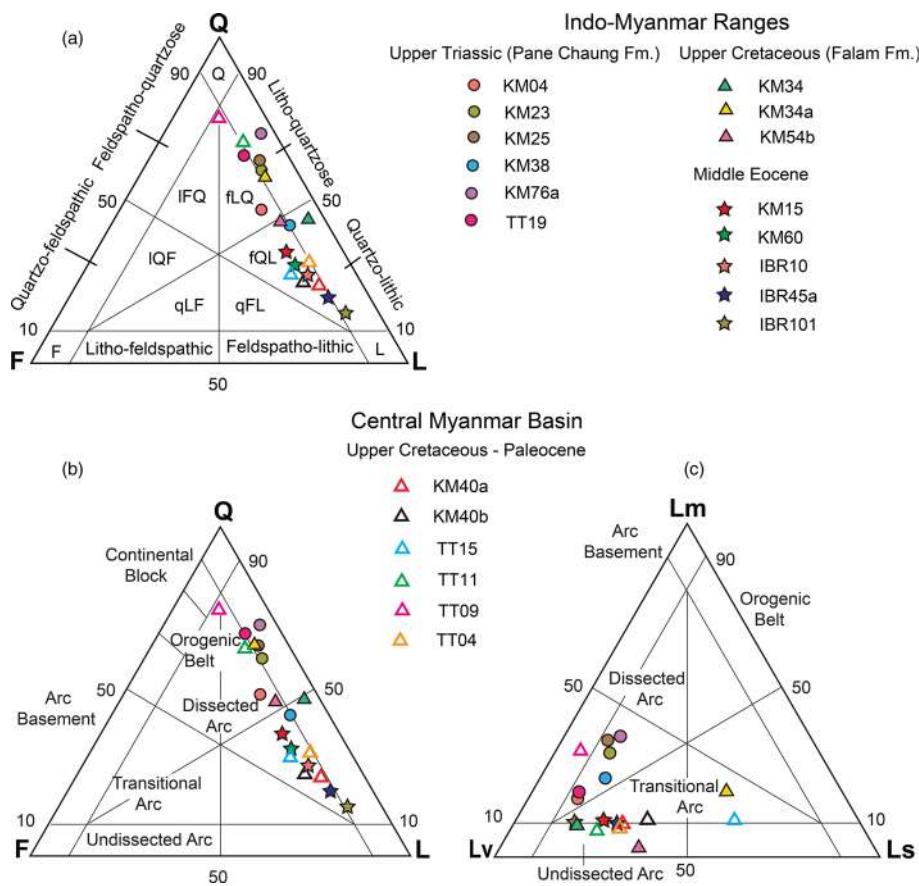 Indo-Myanmar Ranges
Upper Triassic (Pane Chaung Fm.)
KM04
KM23
KM25
KM38
KM76a
TT19
Upper Cretaceous (Falam Fm.)
KM34
KM34a
KM54b
Middle Eocene
KM15
KM60
IBR10
IBR45a
IBR101
(a)
Q
90
90
Q
Feldspatho-quartzose
Litho-quartzose
50
50
lFQ
fLQ
Quartzo-feldspathic
Quartzo-lithic
lQF
fQL
qLF
qFL
10
10
F
F
Litho-feldspathic
Feldspatho-lithic
L
L
50
Central Myanmar Basin
Upper Cretaceous - Paleocene
KM40a
KM40b
TT15
TT11
TT09
TT04
(b)
Q
Continental
Block
90
Orogenic
Belt
50
50
Arc
Basement
Dissected
Arc
Transitional
Arc
10
10
F
Undissected Arc
L
50
(c)
Lm
Arc
Basement
90
Orogenic
Belt
Dissected
Arc
50
50
Transitional
Arc
10
10
Lv
Ls
Undissected
Arc
50